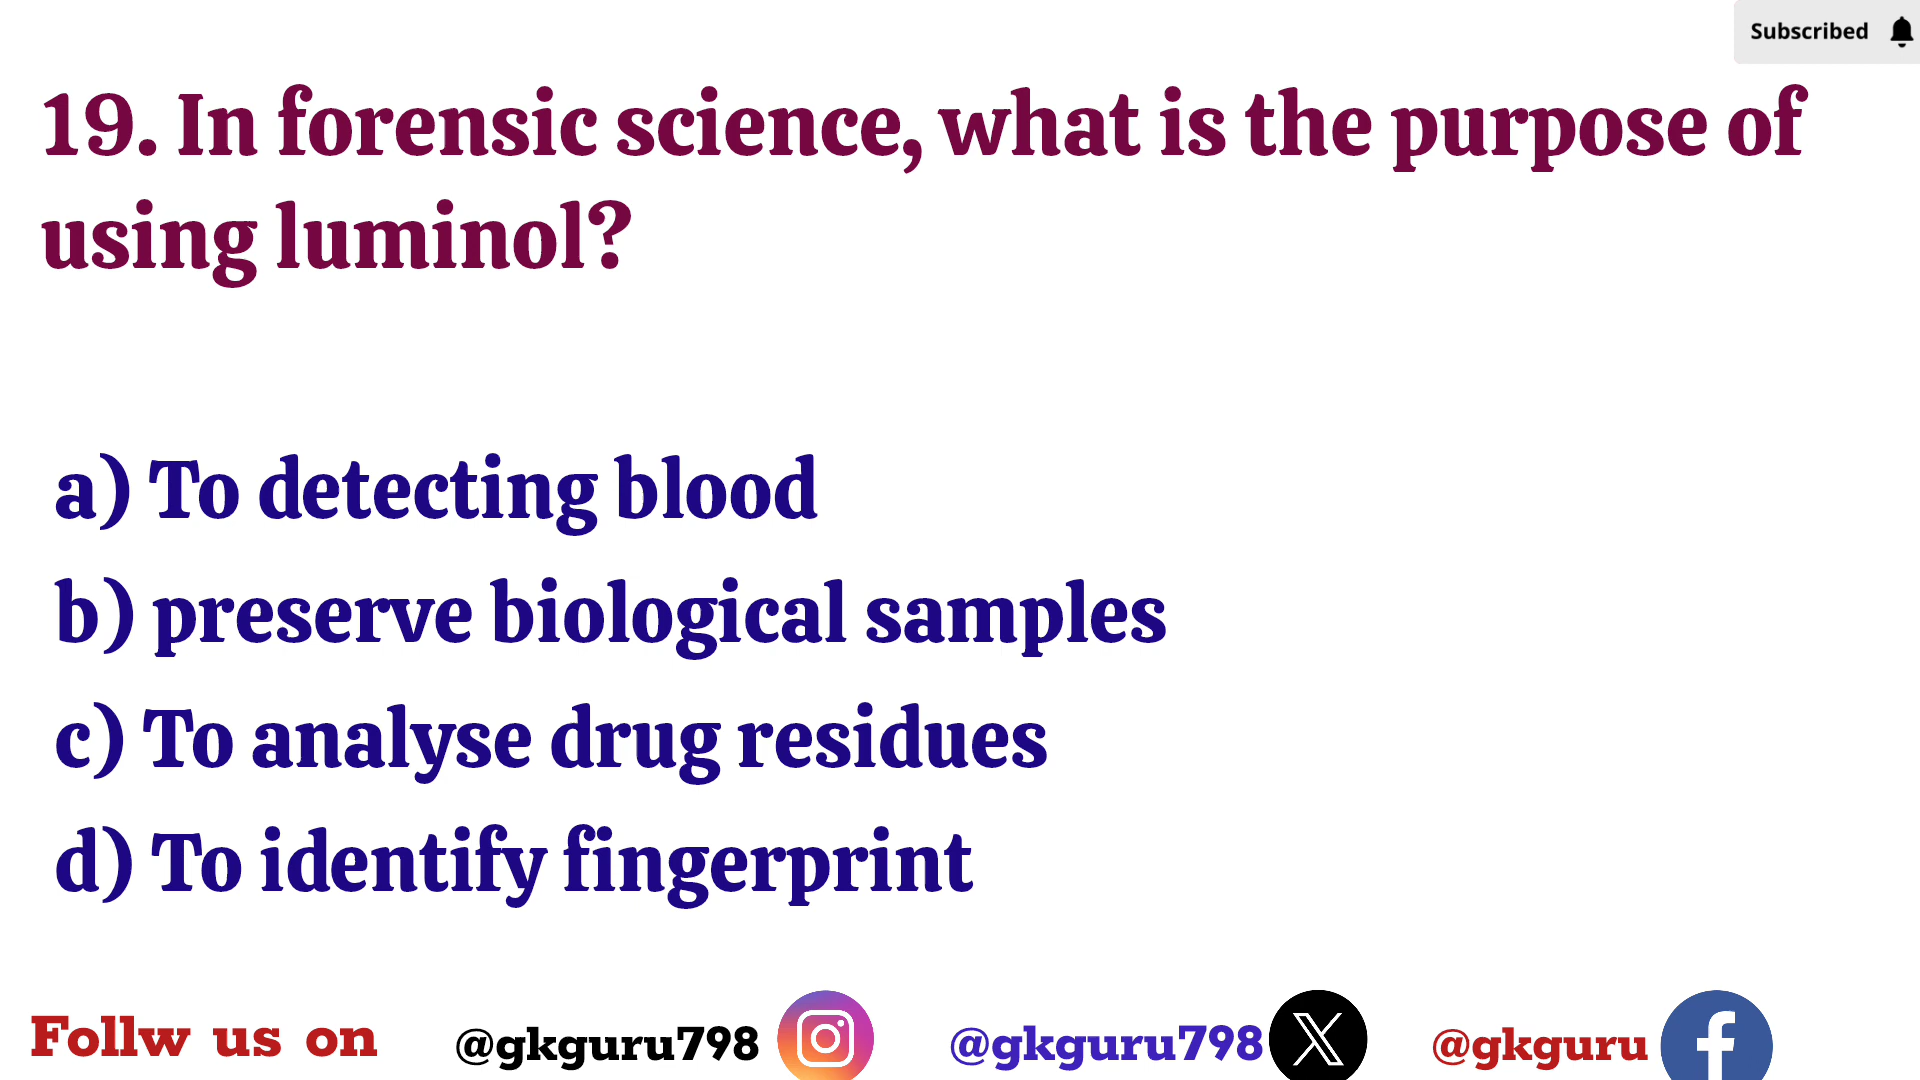 Subscribed
19. In forensic science, what is the purpose of
using luminol?
a) To detecting blood
b) preserve biological samples
c) To analyse drug residues
d) To identify fingerprint
Follw us on @gkguru798 @gkguru798 @gkguru